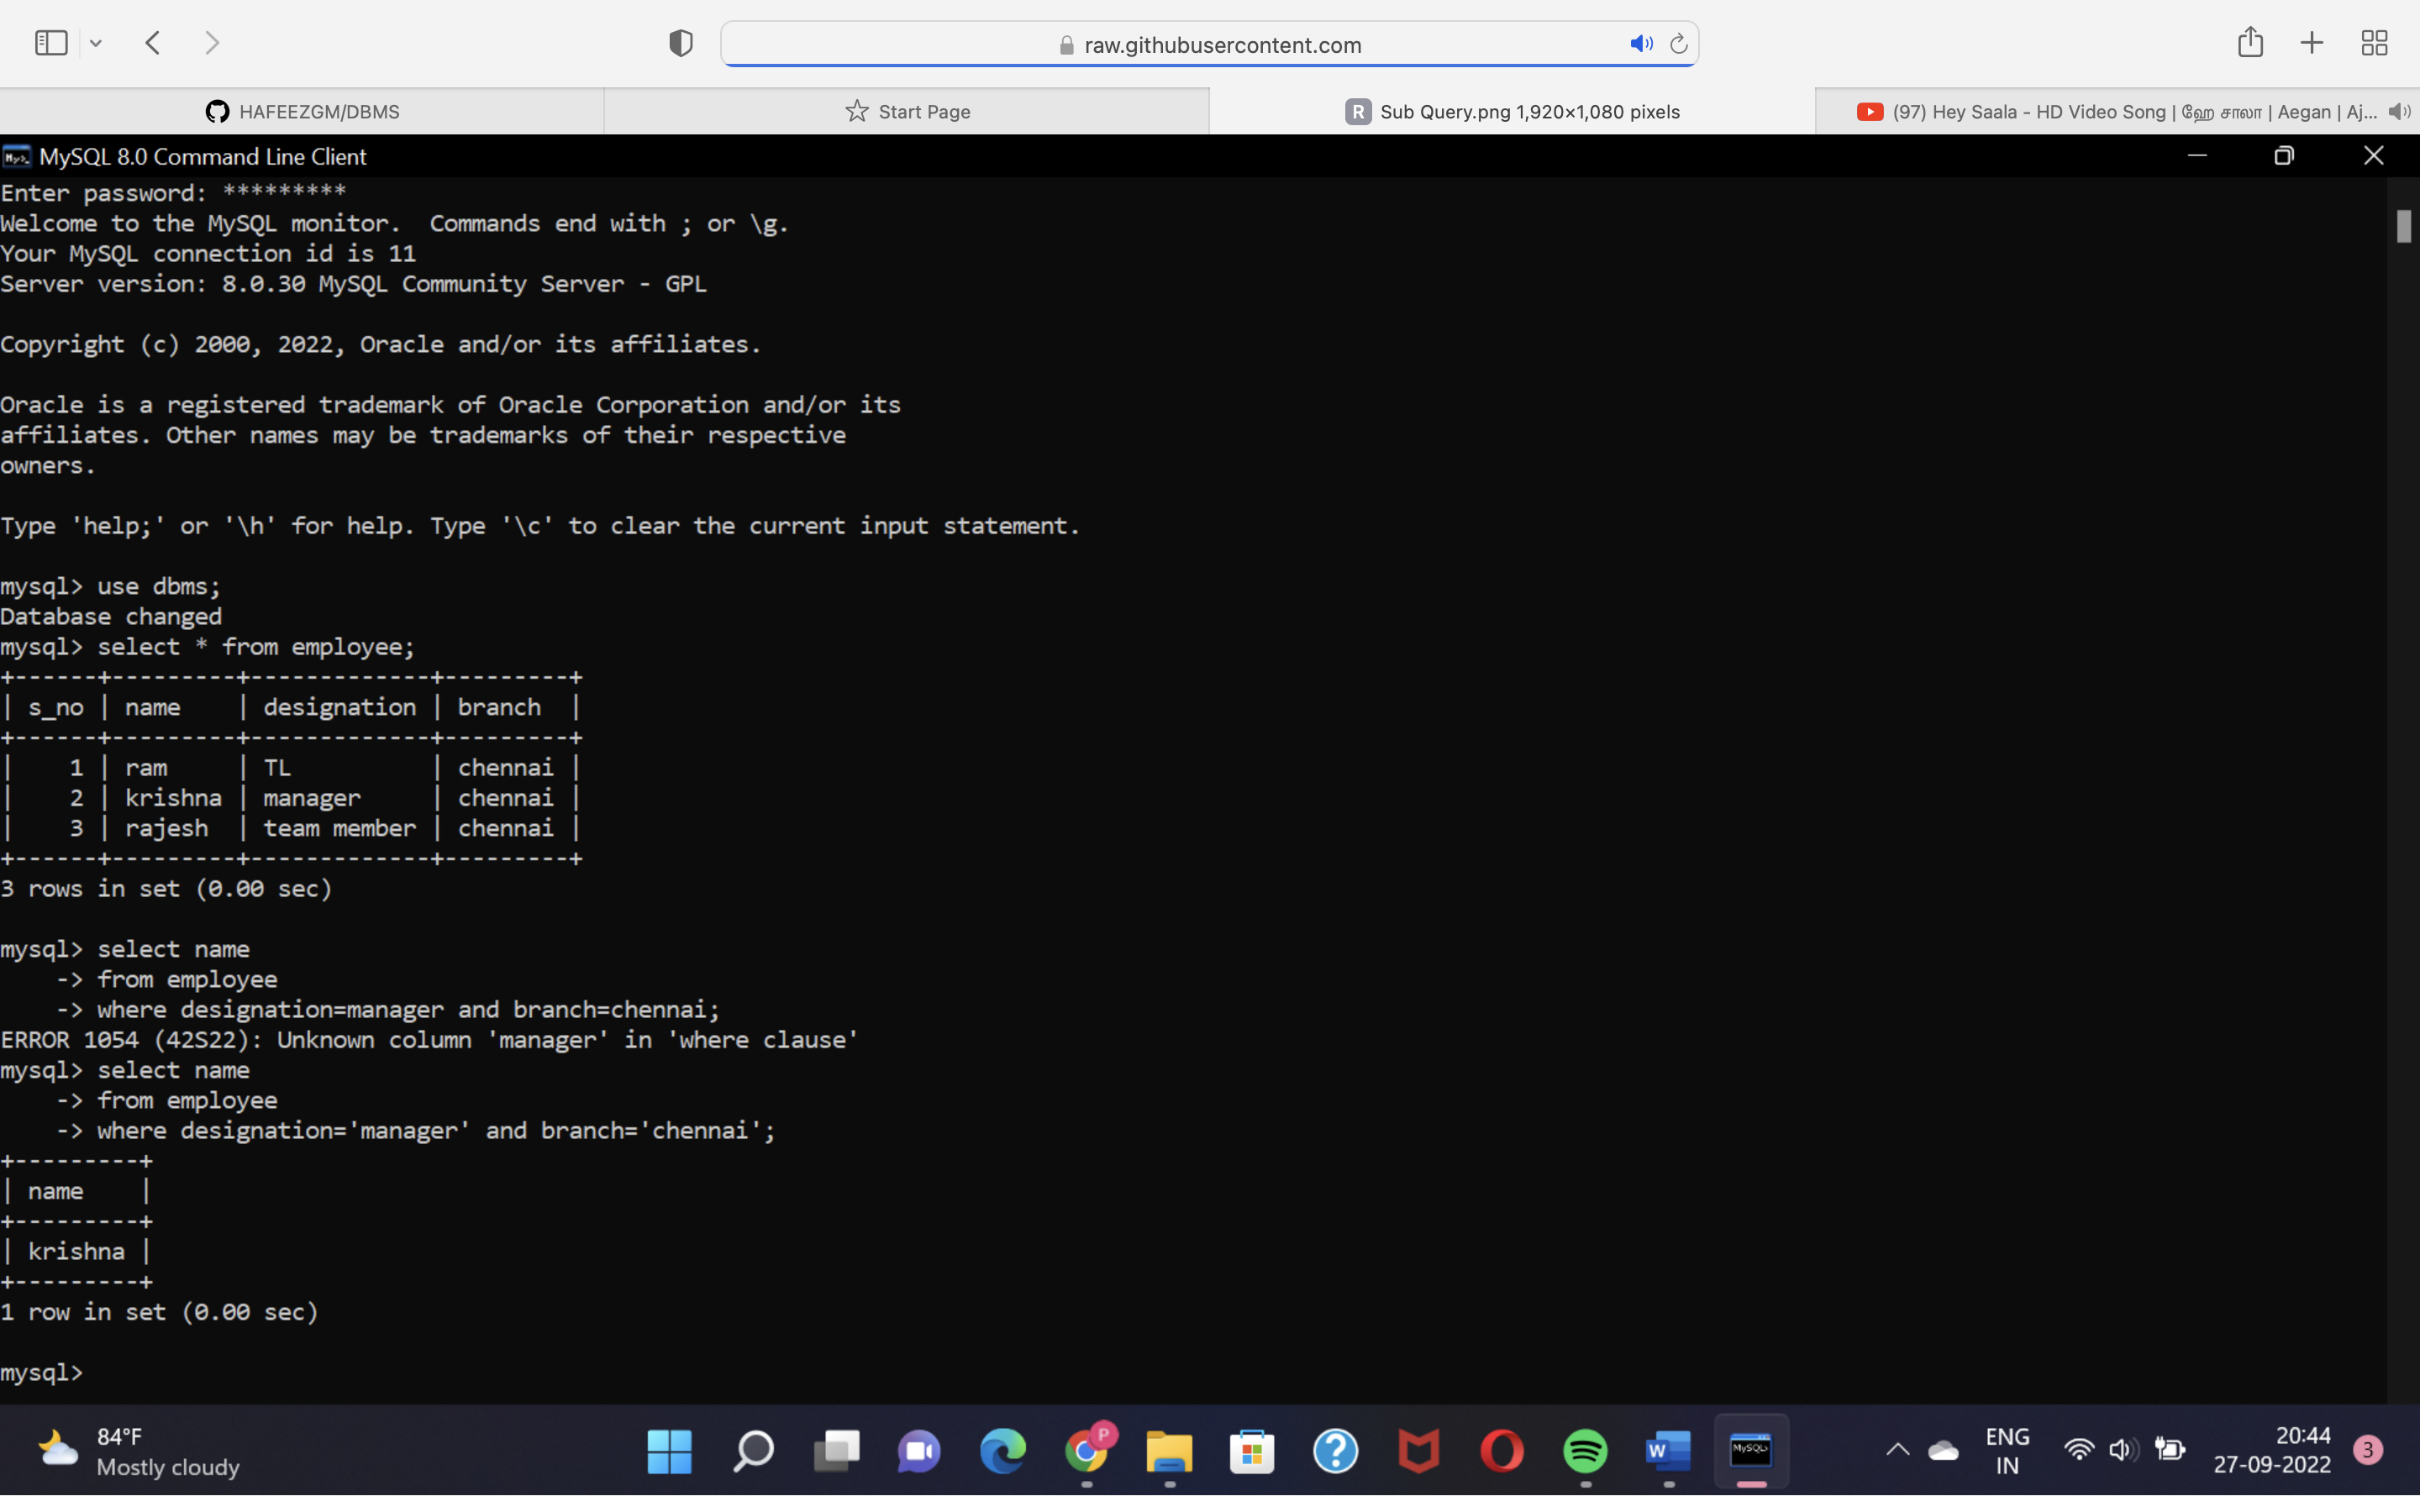 raw.githubusercontent.com
HAFEEZGM/DBMS
Start Page
R Sub Query.png 1,920×1,080 pixels
(97) Hey Saala - HD Video Song | ஹே சாலா | Aegan | Aj...
MySQL 8.0 Command Line Client
Enter password: *********
Welcome to the MySQL monitor.  Commands end with ; or \g.
Your MySQL connection id is 11
Server version: 8.0.30 MySQL Community Server - GPL
Copyright (c) 2000, 2022, Oracle and/or its affiliates.
Oracle is a registered trademark of Oracle Corporation and/or its
affiliates. Other names may be trademarks of their respective
owners.
Type 'help;' or '\h' for help. Type '\c' to clear the current input statement.
mysql> use dbms;
Database changed
mysql> select * from employee;
+------+---------+-------------+---------+
| s_no | name    | designation | branch  |
+------+---------+-------------+---------+
|    1 | ram     | TL          | chennai |
|    2 | krishna | manager     | chennai |
|    3 | rajesh  | team member | chennai |
+------+---------+-------------+---------+
3 rows in set (0.00 sec)
mysql> select name
    -> from employee
    -> where designation=manager and branch=chennai;
ERROR 1054 (42S22): Unknown column 'manager' in 'where clause'
mysql> select name
    -> from employee
    -> where designation='manager' and branch='chennai';
+---------+
| name    |
+---------+
| krishna |
+---------+
1 row in set (0.00 sec)
mysql>
84°F
Mostly cloudy
P
W
MySQL
ENG
IN
20:44
27-09-2022
3